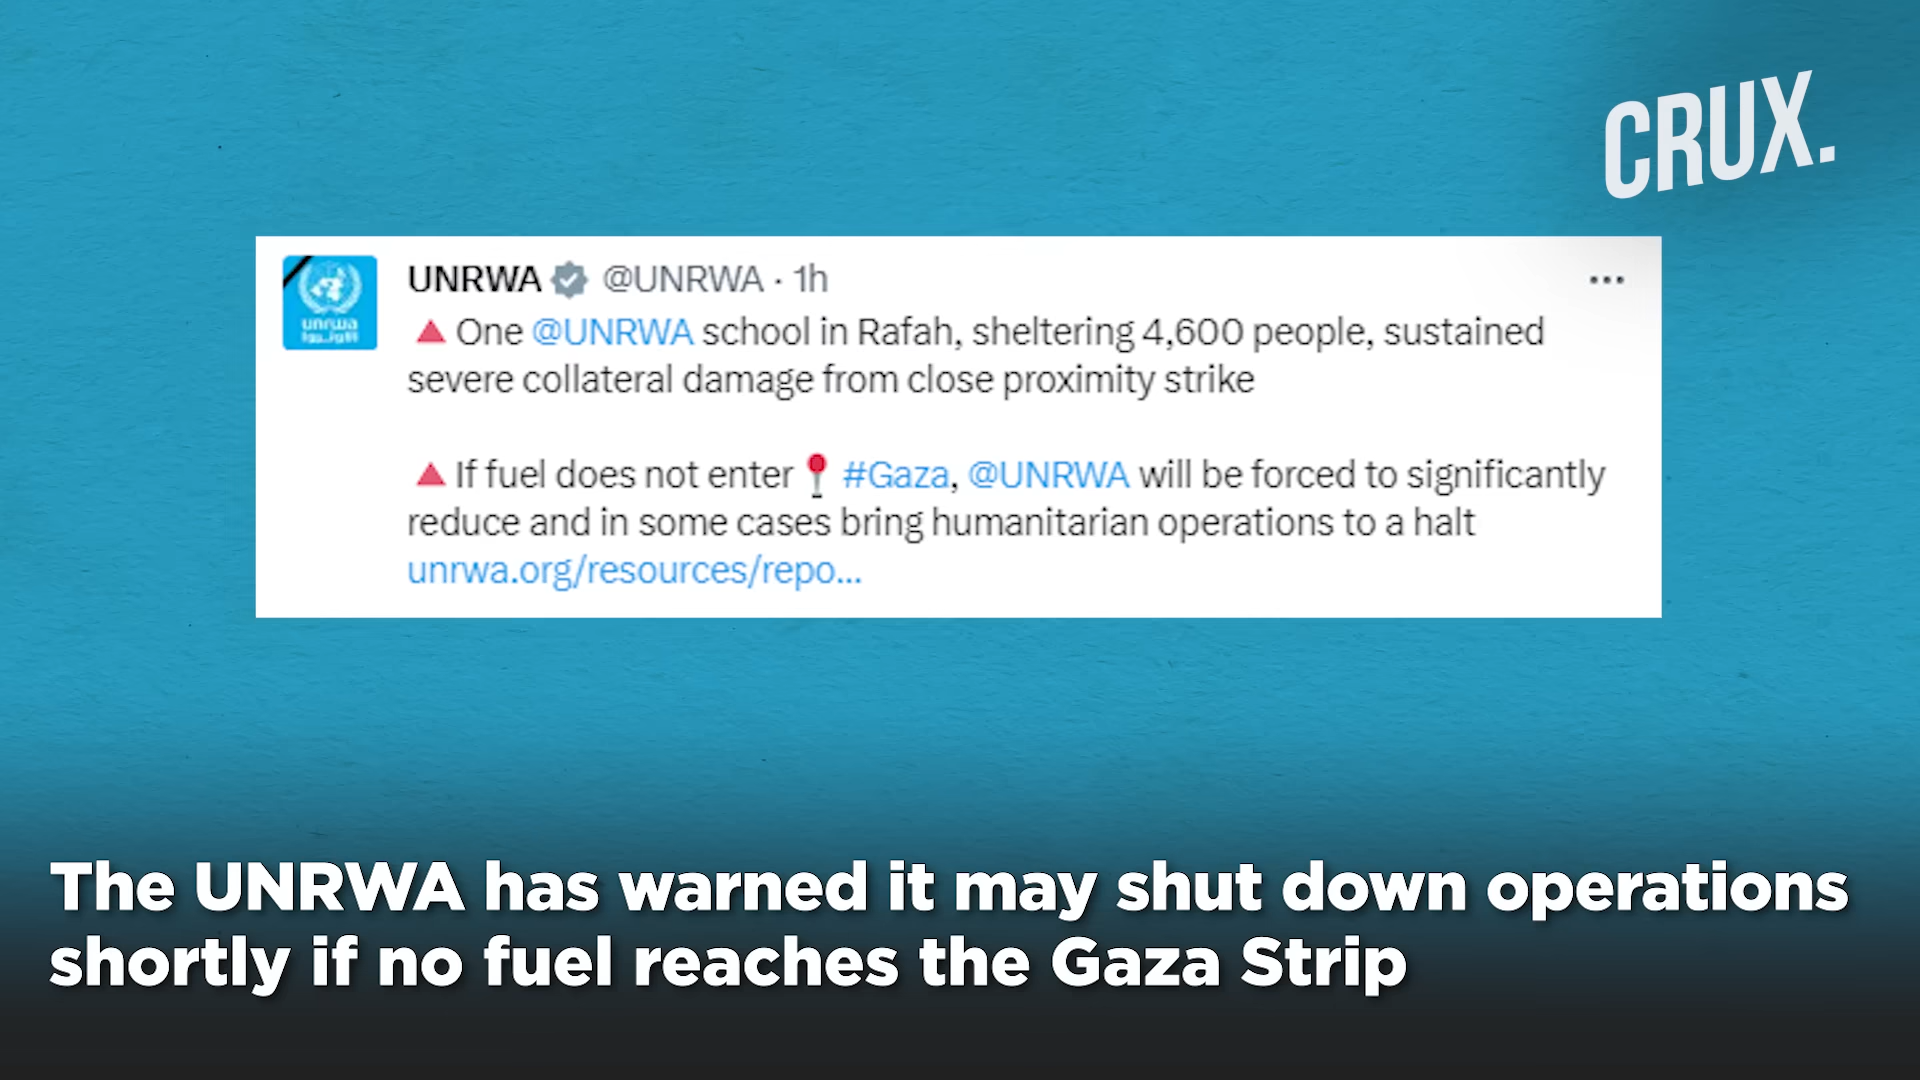 CRUX.
UNRWA @UNRWA · 1h
🔺One @UNRWA school in Rafah, sheltering 4,600 people, sustained
severe collateral damage from close proximity strike
🔺If fuel does not enter📍#Gaza, @UNRWA will be forced to significantly
reduce and in some cases bring humanitarian operations to a halt
unrwa.org/resources/repo...
unrwa
The UNRWA has warned it may shut down operations
shortly if no fuel reaches the Gaza Strip